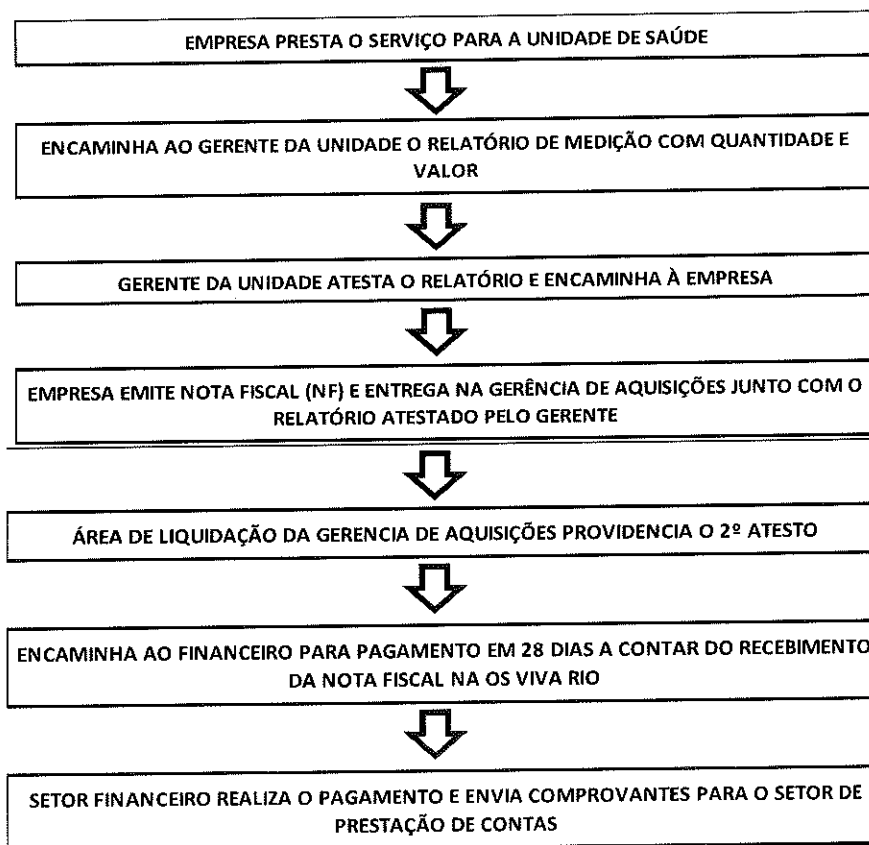 EMPRESA PRESTA O SERVIÇO PARA A UNIDADE DE SAÚDE
ENCAMINHA AO GERENTE DA UNIDADE O RELATÓRIO DE MEDIÇÃO COM QUANTIDADE E
VALOR
GERENTE DA UNIDADE ATESTA O RELATÓRIO E ENCAMINHA À EMPRESA
EMPRESA EMITE NOTA FISCAL (NF) E ENTREGA NA GERÊNCIA DE AQUISIÇÕES JUNTO COM O
RELATÓRIO ATESTADO PELO GERENTE
ÁREA DE LIQUIDAÇÃO DA GERENCIA DE AQUISIÇÕES PROVIDENCIA O 2º ATESTO
ENCAMINHA AO FINANCEIRO PARA PAGAMENTO EM 28 DIAS A CONTAR DO RECEBIMENTO
DA NOTA FISCAL NA OS VIVA RIO
SETOR FINANCEIRO REALIZA O PAGAMENTO E ENVIA COMPROVANTES PARA O SETOR DE
PRESTAÇÃO DE CONTAS